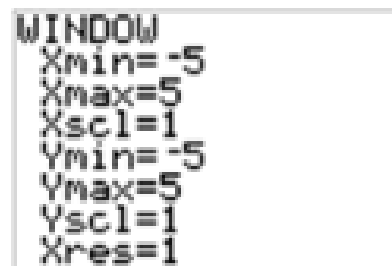 WINDOW
Xmin=-5
Xmax=5
Xscl=1
Ymin=-5
Ymax=5
Yscl=1
Xres=1